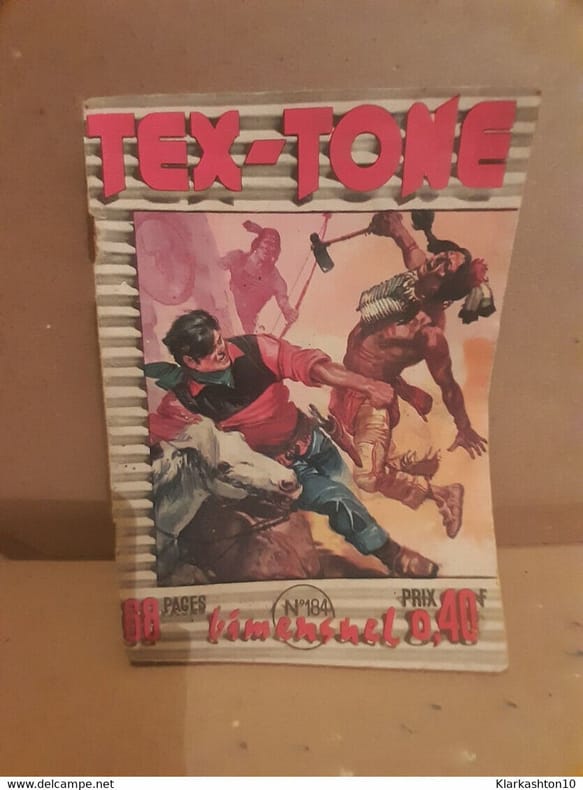 TEX-TONE
68 PAGES
N°184
bimensuel
PRIX 0,40 F
www.delcampe.net
Klarkashton10